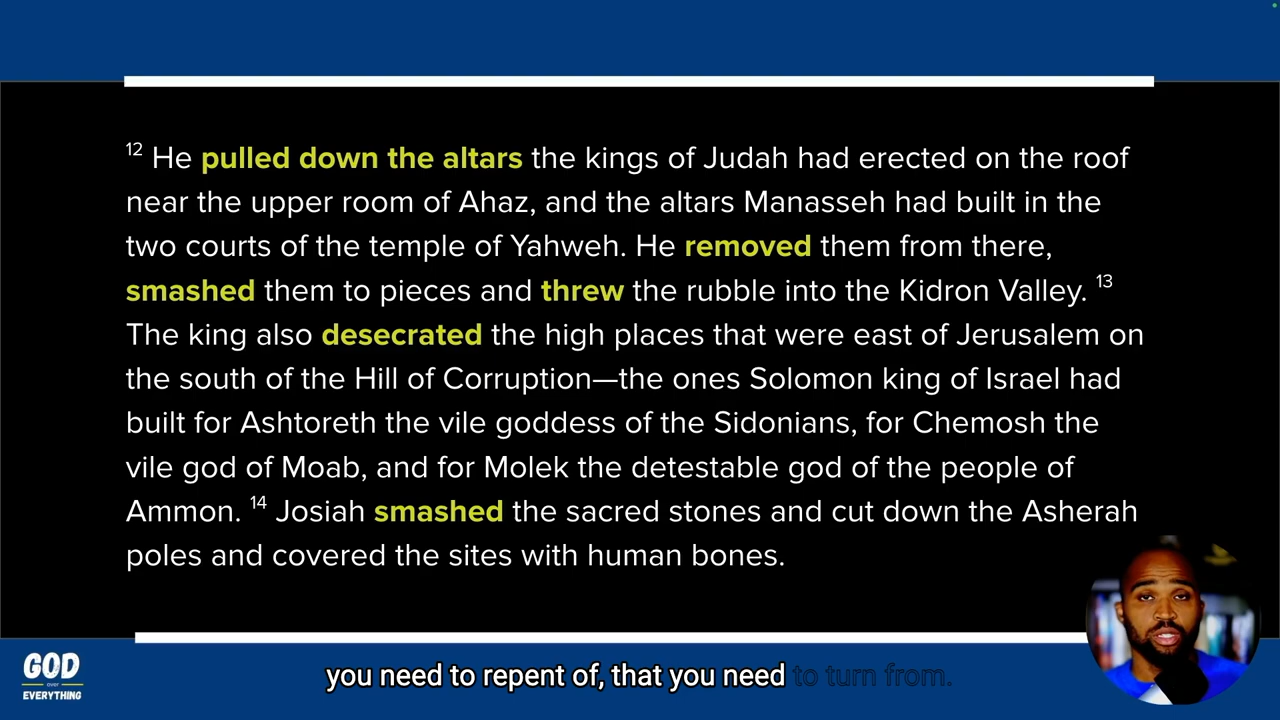 12 He pulled down the altars the kings of Judah had erected on the roof
near the upper room of Ahaz, and the altars Manasseh had built in the
two courts of the temple of Yahweh. He removed them from there,
smashed them to pieces and threw the rubble into the Kidron Valley. 13
The king also desecrated the high places that were east of Jerusalem on
the south of the Hill of Corruption—the ones Solomon king of Israel had
built for Ashtoreth the vile goddess of the Sidonians, for Chemosh the
vile god of Moab, and for Molek the detestable god of the people of
Ammon. 14 Josiah smashed the sacred stones and cut down the Asherah
poles and covered the sites with human bones.
GOD
over
EVERYTHING
you need to repent of, that you need to turn from.